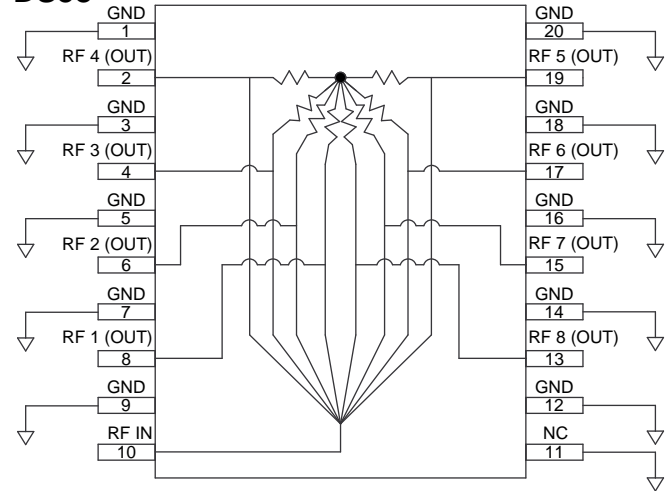 GND
1
RF 4 (OUT)
2
GND
3
RF 3 (OUT)
4
GND
5
RF 2 (OUT)
6
GND
7
RF 1 (OUT)
8
GND
9
RF IN
10
GND
20
RF 5 (OUT)
19
GND
18
RF 6 (OUT)
17
GND
16
RF 7 (OUT)
15
GND
14
RF 8 (OUT)
13
GND
12
NC
11